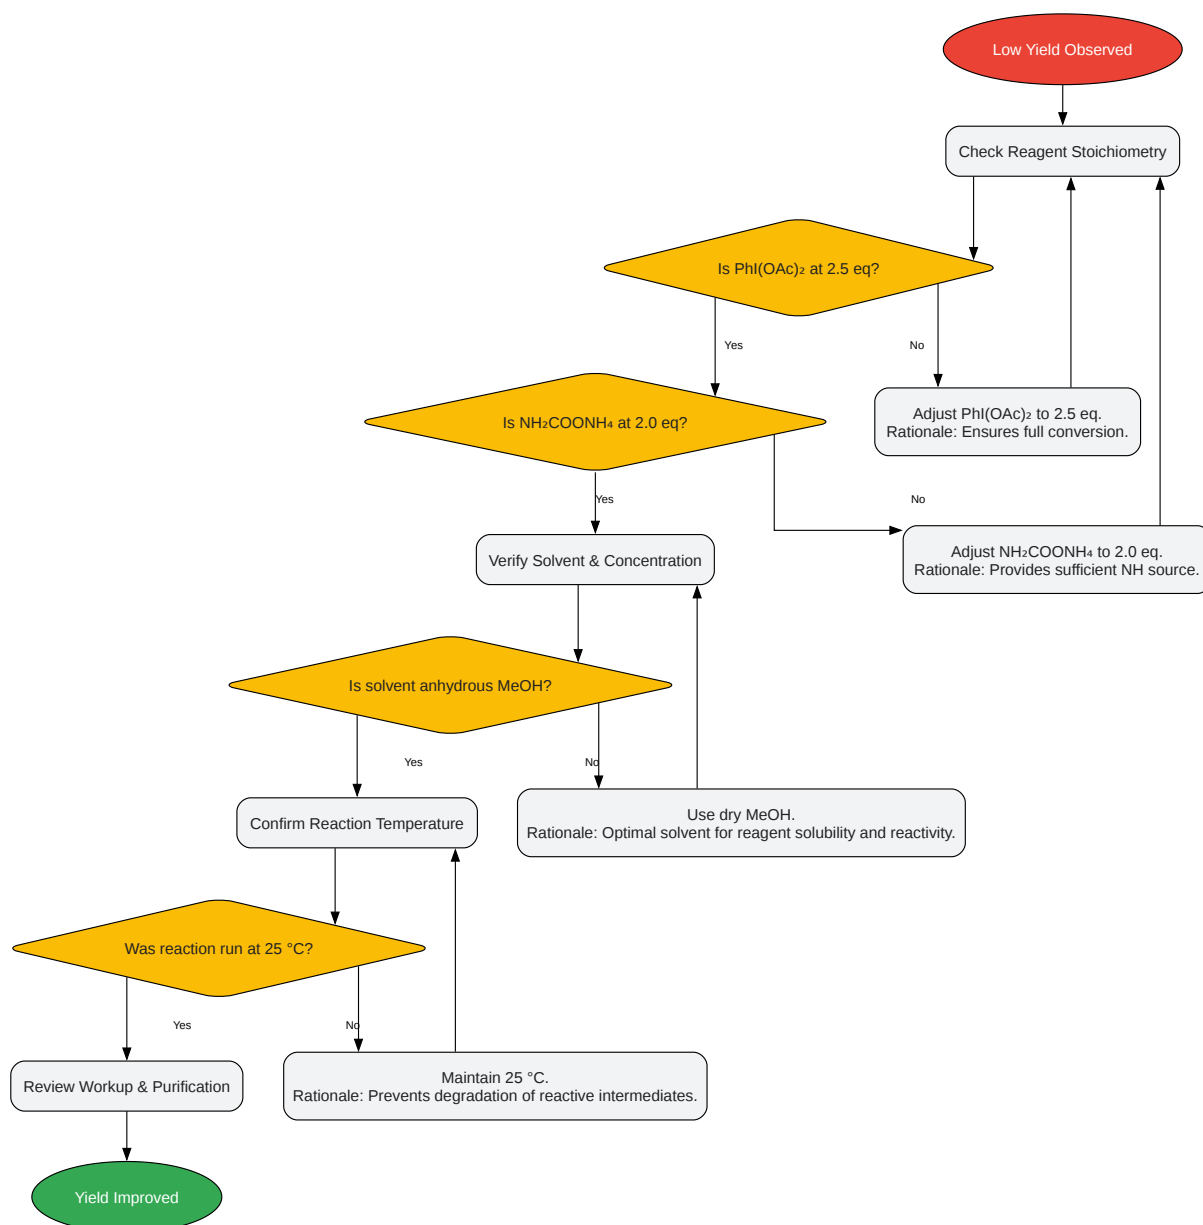 Low Yield Observed
Check Reagent Stoichiometry
Is PhI(OAc)₂ at 2.5 eq?
Yes
No
Adjust PhI(OAc)₂ to 2.5 eq.
Rationale: Ensures full conversion.
Is NH₂COONH₄ at 2.0 eq?
Yes
No
Adjust NH₂COONH₄ to 2.0 eq.
Rationale: Provides sufficient NH source.
Verify Solvent & Concentration
Is solvent anhydrous MeOH?
Yes
No
Use dry MeOH.
Rationale: Optimal solvent for reagent solubility and reactivity.
Confirm Reaction Temperature
Was reaction run at 25 °C?
Yes
No
Maintain 25 °C.
Rationale: Prevents degradation of reactive intermediates.
Review Workup & Purification
Yield Improved